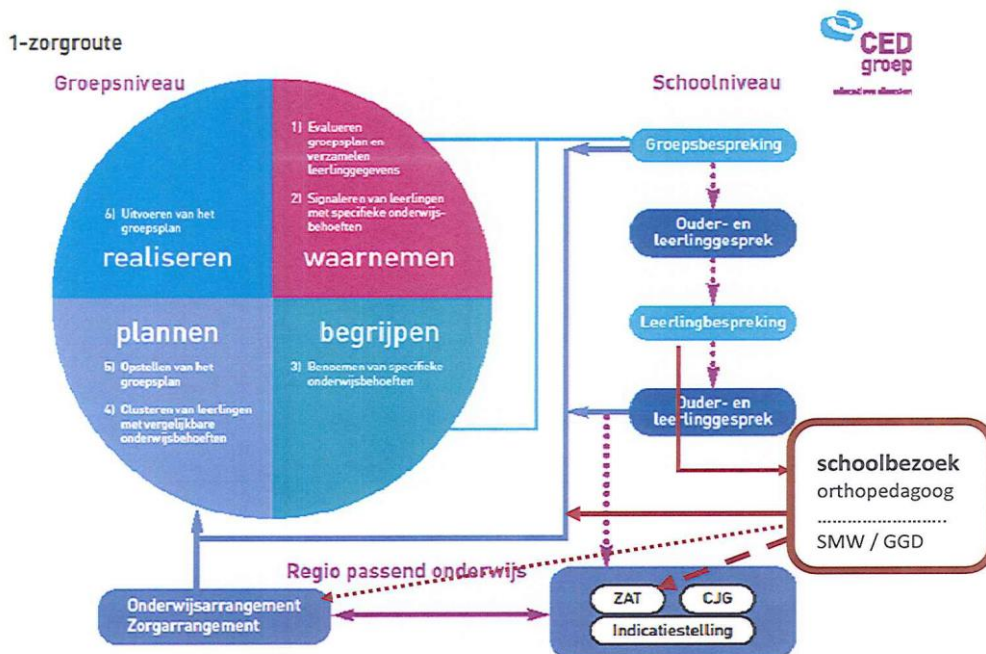 1-zorgroute
CED
groep
educatieve diensten
Groepsniveau
Schoolniveau
1) Evalueren
groepsplan en
verzamelen
leerlinggegevens
2) Signaleren van leerlingen
met specifieke onderwijs-
behoeften
waarnemen
6) Uitvoeren van het
groepsplan
realiseren
plannen
5) Opstellen van het
groepsplan
4) Clusteren van leerlingen
met vergelijkbare
onderwijsbehoeften
begrijpen
3) Benoemen van specifieke
onderwijsbehoeften
Groepsbespreking
Ouder- en
leerlinggesprek
Leerlingbespreking
Ouder- en
leerlinggesprek
schoolbezoek
orthopedagoog
........................
SMW / GGD
Regio passend onderwijs
Onderwijsarrangement
Zorgarrangement
ZAT
CJG
Indicatiestelling